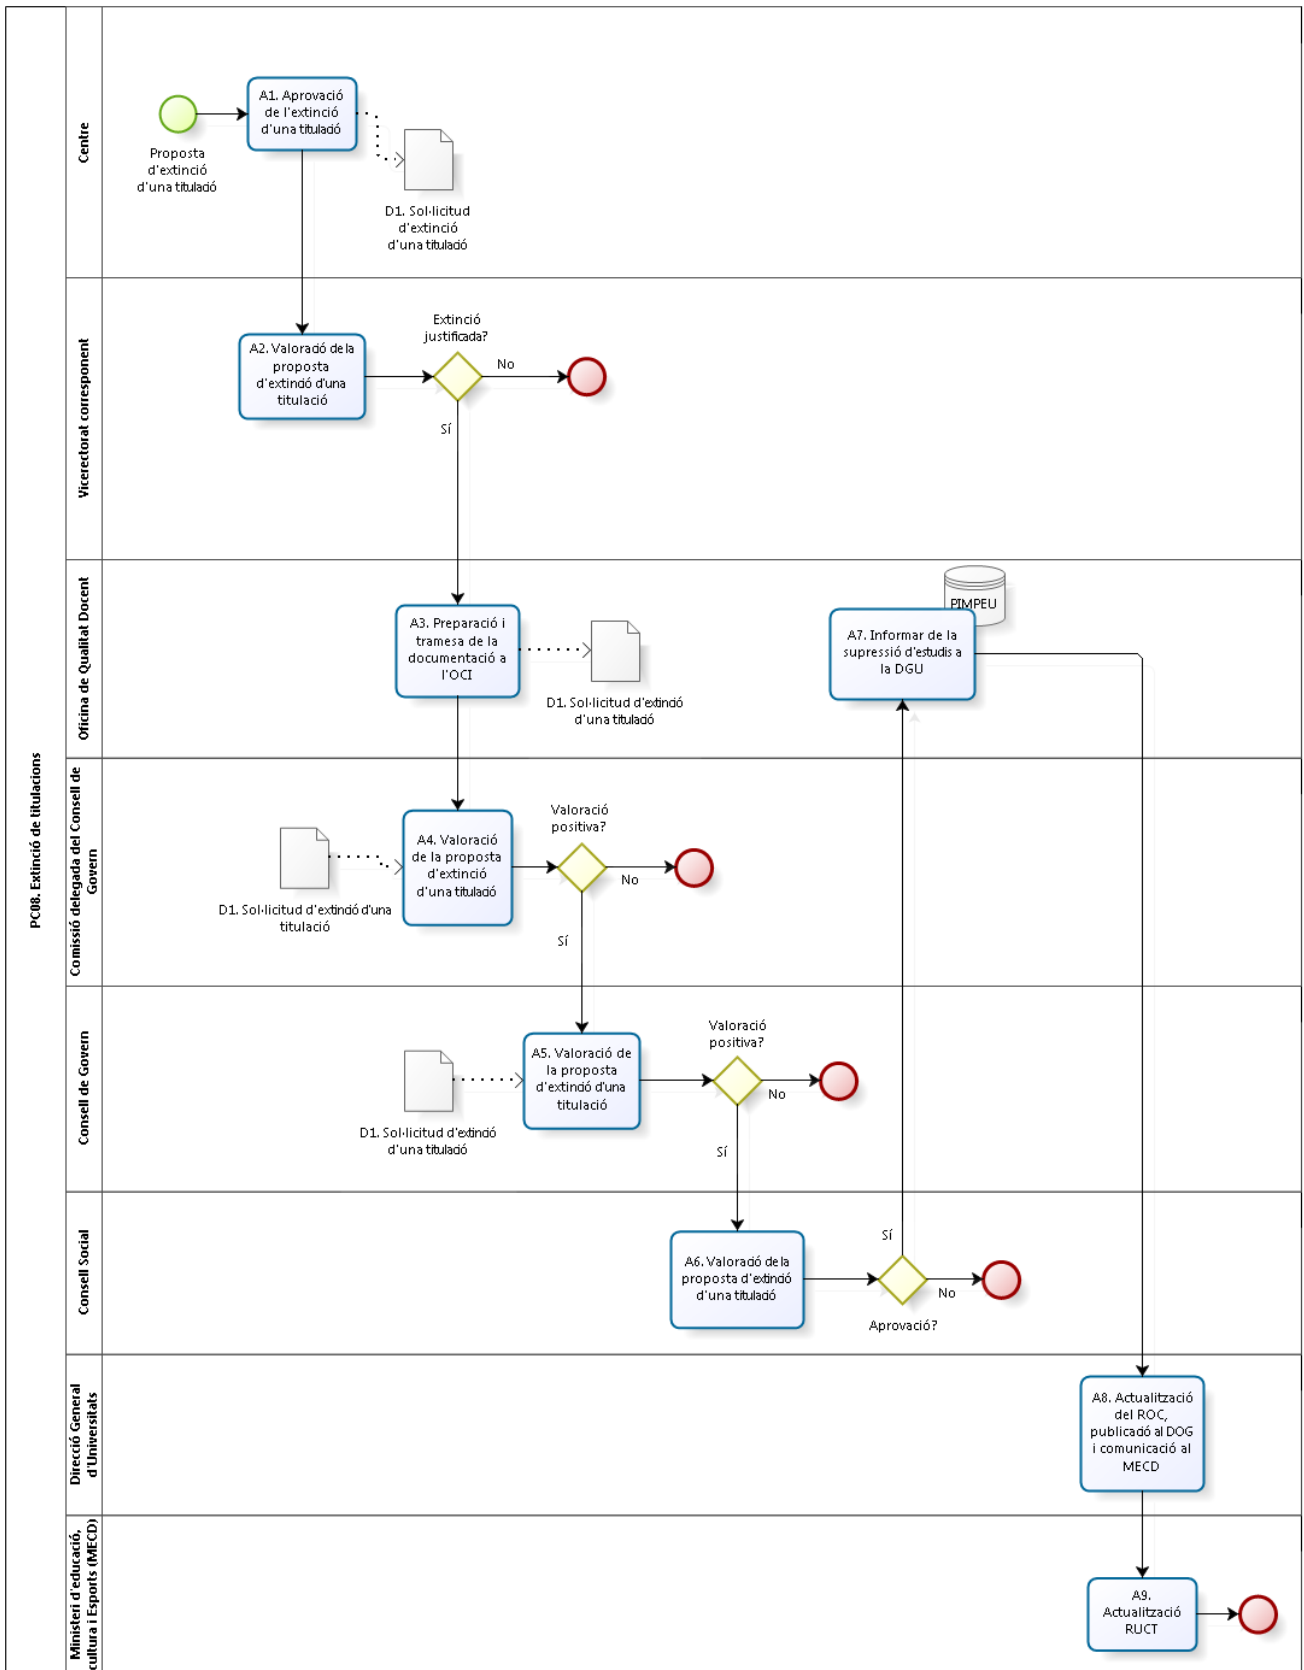 PC08. Extinció de titulacions
Centre
Proposta
d'extinció
d'una titulació
A1. Aprovació
de l'extinció
d'una titulació
D1. Sol·licitud
d'extinció
d'una titulació
Vicerectorat corresponent
A2. Valoració de la
proposta
d'extinció d'una
titulació
Extinció
justificada?
No
Sí
Oficina de Qualitat Docent
A3. Preparació i
tramesa de la
documentació a
l'OCI
D1. Sol·licitud d'extinció
d'una titulació
PIMPEU
A7. Informar de la
supressió d'estudis a
la DGU
Comissió delegada del Consell de
Govern
D1. Sol·licitud d'extinció d'una
titulació
A4. Valoració
de la proposta
d'extinció
d'una titulació
Valoració
positiva?
No
Sí
Consell de Govern
D1. Sol·licitud d'extinció
d'una titulació
A5. Valoració de
la proposta
d'extinció d'una
titulació
Valoració
positiva?
No
Sí
Consell Social
A6. Valoració de la
proposta d'extinció
d'una titulació
Sí
No
Aprovació?
Direcció General
d'Universitats
A8. Actualització
del ROC,
publicació al DOG
i comunicació al
MECD
Ministeri d'educació,
cultura i Esports (MECD)
A9.
Actualització
RUCT